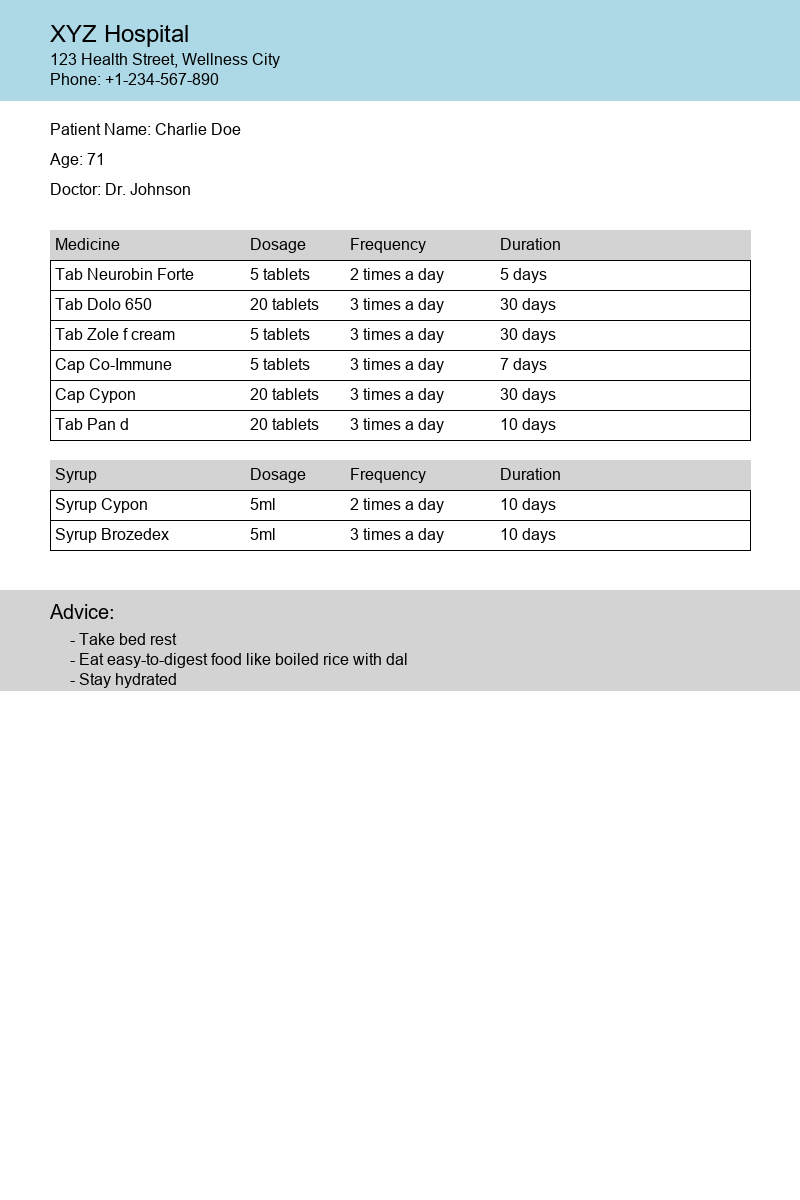 XYZ Hospital
123 Health Street, Wellness City
Phone: +1-234-567-890
Patient Name: Charlie Doe
Age: 71
Doctor: Dr. Johnson
Medicine Dosage Frequency Duration
Tab Neurobin Forte 5 tablets 2 times a day 5 days
Tab Dolo 650 20 tablets 3 times a day 30 days
Tab Zole f cream 5 tablets 3 times a day 30 days
Cap Co-Immune 5 tablets 3 times a day 7 days
Cap Cypon 20 tablets 3 times a day 30 days
Tab Pan d 20 tablets 3 times a day 10 days
Syrup Dosage Frequency Duration
Syrup Cypon 5ml 2 times a day 10 days
Syrup Brozedex 5ml 3 times a day 10 days
Advice:
- Take bed rest
- Eat easy-to-digest food like boiled rice with dal
- Stay hydrated